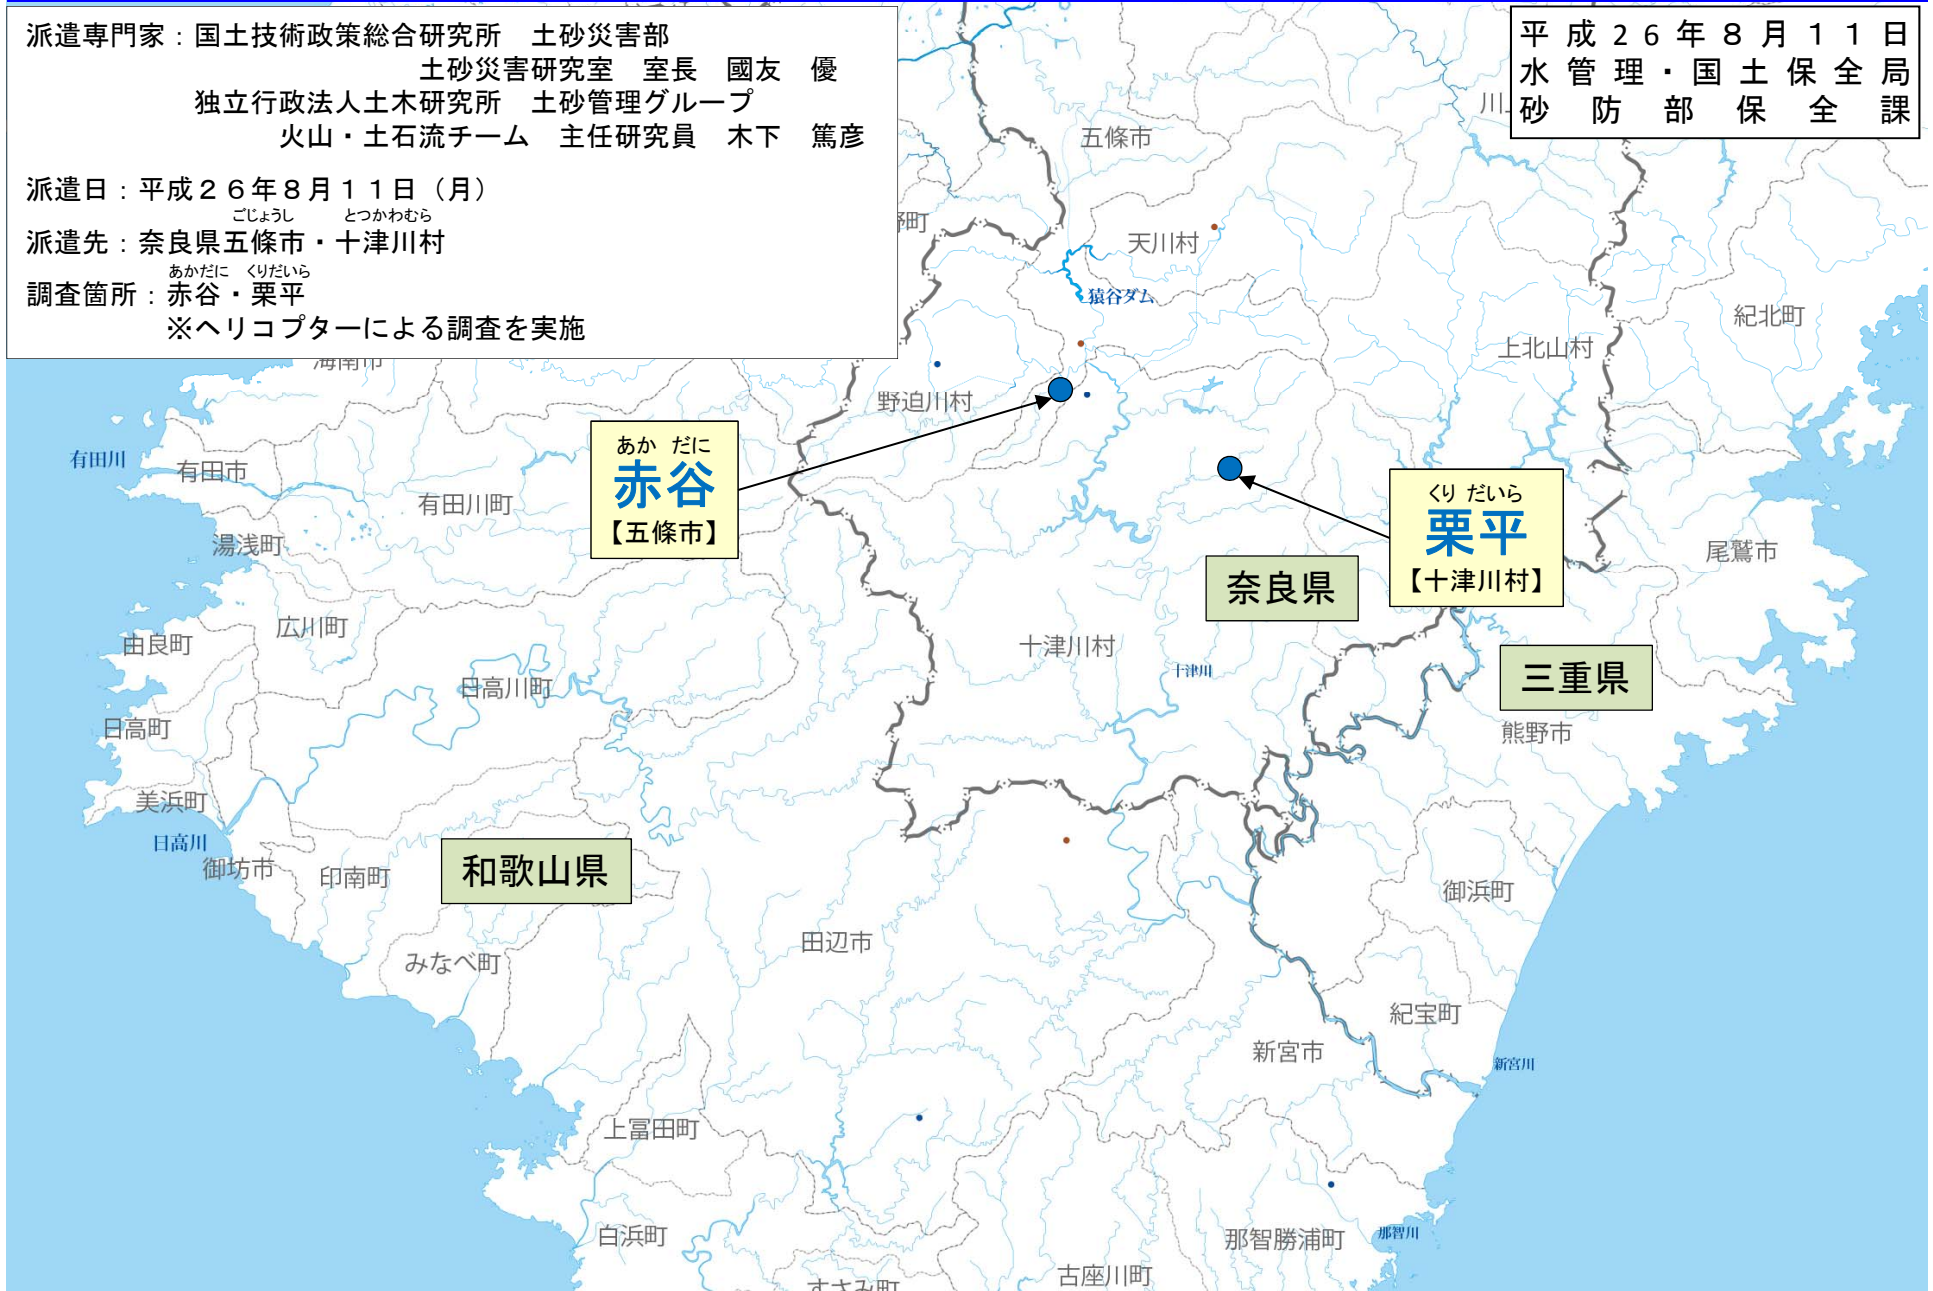 派遣専門家：国土技術政策総合研究所　土砂災害部
土砂災害研究室　室長　國友　優
独立行政法人土木研究所　土砂管理グループ
火山・土石流チーム　主任研究員　木下　篤彦
派遣日：平成２６年８月１１日（月）
ごじょうし　とつかわむら
派遣先：奈良県五條市・十津川村
あかだに　くりだいら
調査箇所：赤谷・栗平
※ヘリコプターによる調査を実施
平成２６年８月１１日
水管理・国土保全局
砂防部保全課
五條市
天川村
猿谷ダム
紀北町
上北山村
海南市
野迫川村
あか だに
赤谷
【五條市】
有田川
有田市
有田川町
くり だいら
栗平
【十津川村】
湯浅町
尾鷲市
奈良県
広川町
由良町
十津川村
十津川
三重県
日高川町
日高町
熊野市
美浜町
日高川
御坊市
印南町
和歌山県
御浜町
田辺市
みなべ町
紀宝町
新宮市
新宮川
上富田町
白浜町
那智勝浦町
那智川
古座川町
すさみ町